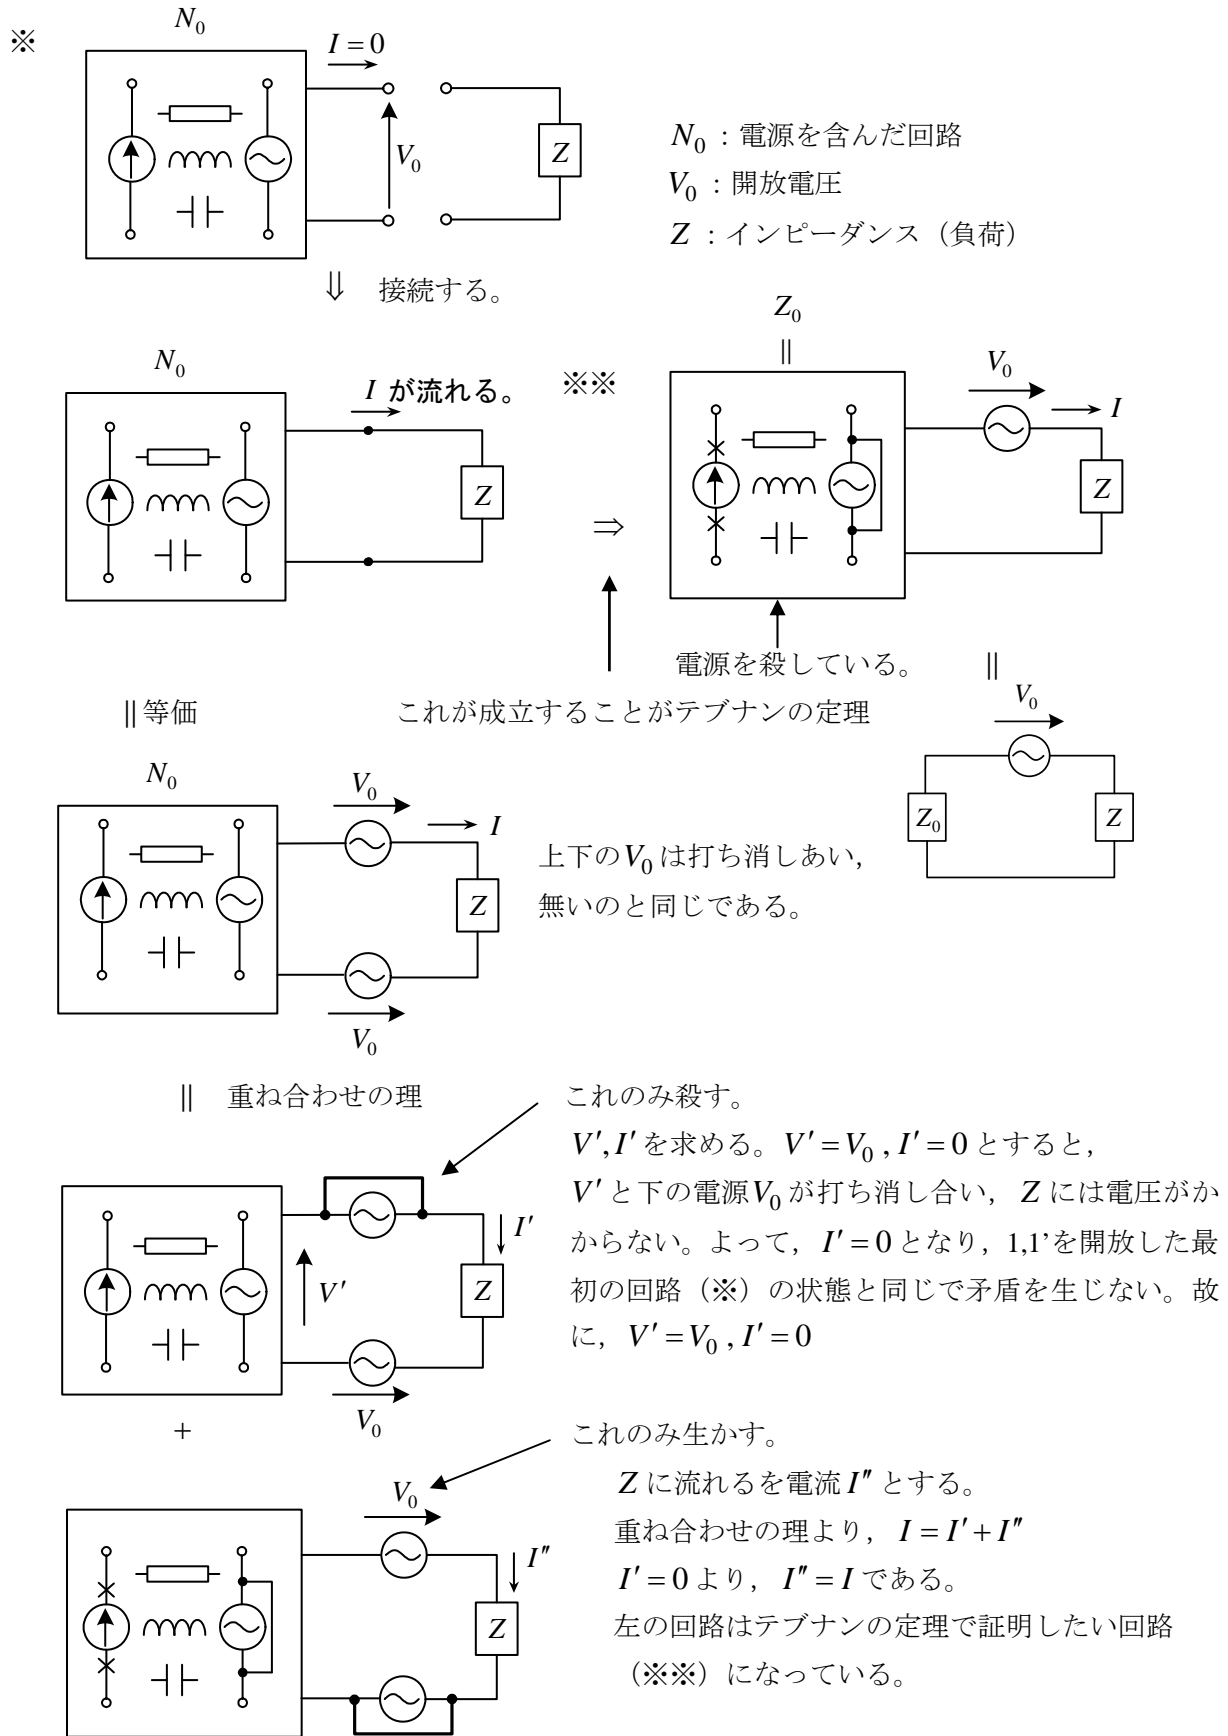 ※
N₀
I = 0
V₀
Z
N₀ : 電源を含んだ回路
V₀ : 開放電圧
Z : インピーダンス（負荷）
⇓ 接続する。
N₀
I が流れる。
Z
⇒
※※
Z₀
||
V₀
I
Z
電源を殺している。
||
これが成立することがテブナンの定理
V₀
Z₀
Z
||等価
N₀
V₀
I
Z
V₀
上下のV₀は打ち消しあい，
無いのと同じである。
|| 重ね合わせの理
これのみ殺す。
V′, I′を求める。V′ = V₀ , I′ = 0 とすると，
V′と下の電源V₀が打ち消し合い， Z には電圧がか
からない。よって， I′ = 0 となり，1,1’を開放した最
初の回路（※）の状態と同じで矛盾を生じない。故
に， V′ = V₀ , I′ = 0
I′
V′
Z
V₀
+
これのみ生かす。
V₀
I″
Z
Z に流れるを電流 I″ とする。
重ね合わせの理より， I = I′ + I″
I′ = 0 より， I″ = I である。
左の回路はテブナンの定理で証明したい回路
（※※）になっている。